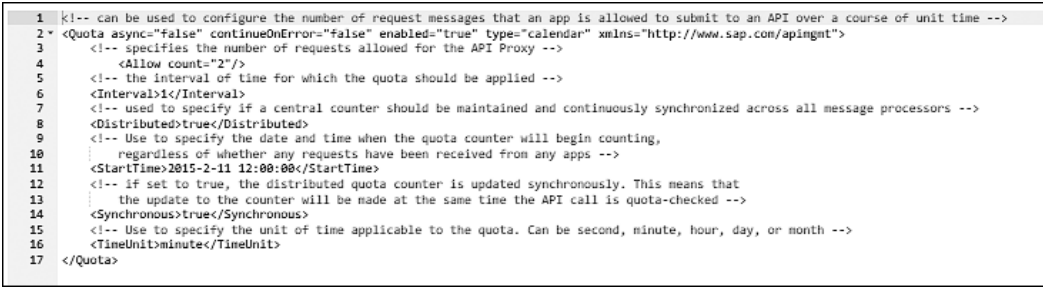 1 <!-- can be used to configure the number of request messages that an app is allowed to submit to an API over a course of unit time -->
2 <Quota async="false" continueOnError="false" enabled="true" type="calendar" xmlns="http://www.sap.com/apimgmt">
3 <!-- specifies the number of requests allowed for the API Proxy -->
4 <Allow count="2"/>
5 <!-- the interval of time for which the quota should be applied -->
6 <Interval>1</Interval>
7 <!-- used to specify if a central counter should be maintained and continuously synchronized across all message processors -->
8 <Distributed>true</Distributed>
9 <!-- Use to specify the date and time when the quota counter will begin counting,
10 regardless of whether any requests have been received from any apps -->
11 <StartTime>2015-2-11 12:00:00</StartTime>
12 <!-- if set to true, the distributed quota counter is updated synchronously. This means that
13 the update to the counter will be made at the same time the API call is quota-checked -->
14 <Synchronous>true</Synchronous>
15 <!-- Use to specify the unit of time applicable to the quota. Can be second, minute, hour, day, or month -->
16 <TimeUnit>minute</TimeUnit>
17 </Quota>